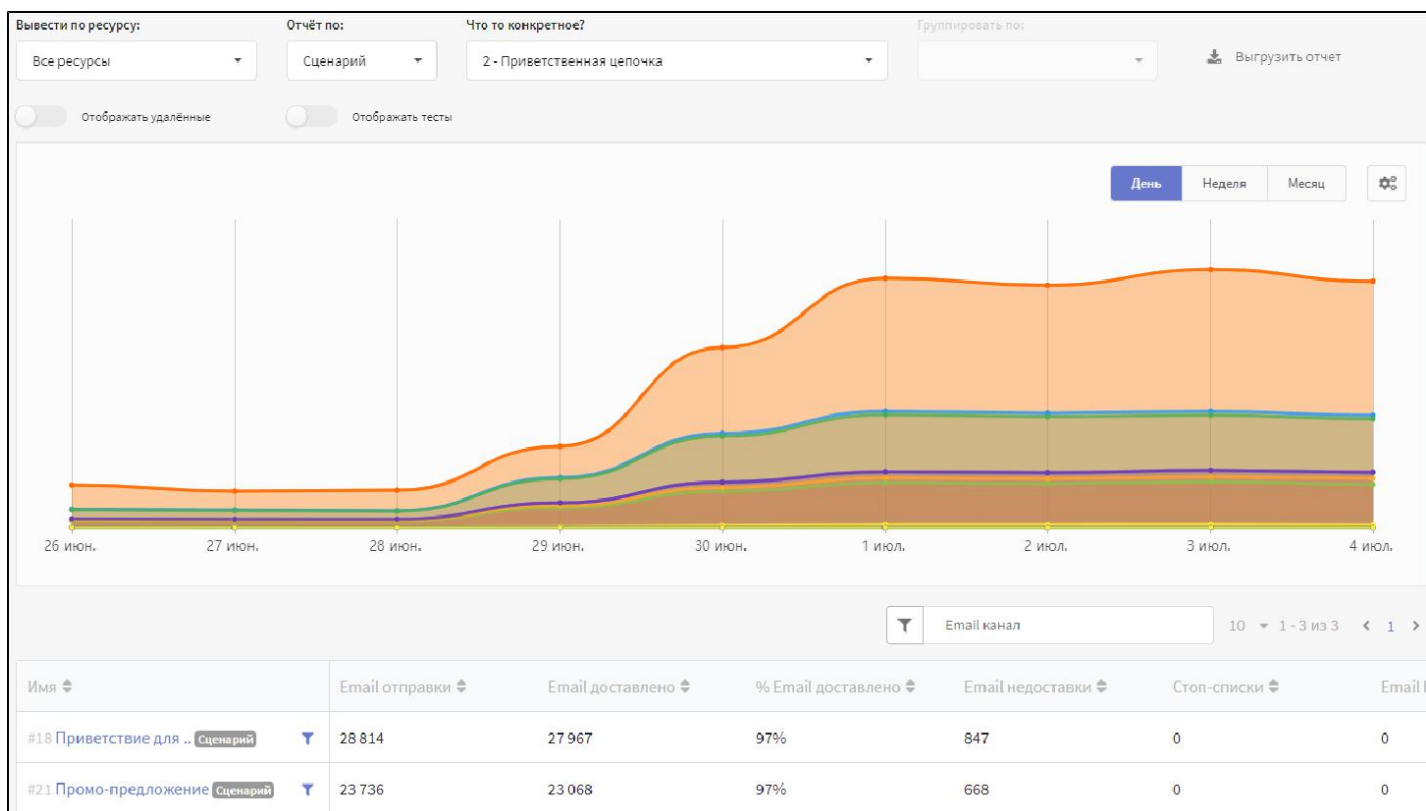 Вывести по ресурсу: Отчёт по: Что то конкретное? Группировать по:
Все ресурсы Сценарий 2 - Приветственная цепочка Выгрузить отчет
Отображать удалённые Отображать тесты
День Неделя Месяц
26 июн. 27 июн. 28 июн. 29 июн. 30 июн. 1 июл. 2 июл. 3 июл. 4 июл.
Email канал 10 1 - 3 из 3 1
Имя Email отправки Email доставлено % Email доставлено Email недоставки Стоп-списки Email
#18 Приветствие для .. Сценарий 28 814 27 967 97% 847 0 0
#21 Промо-предложение Сценарий 23 736 23 068 97% 668 0 0